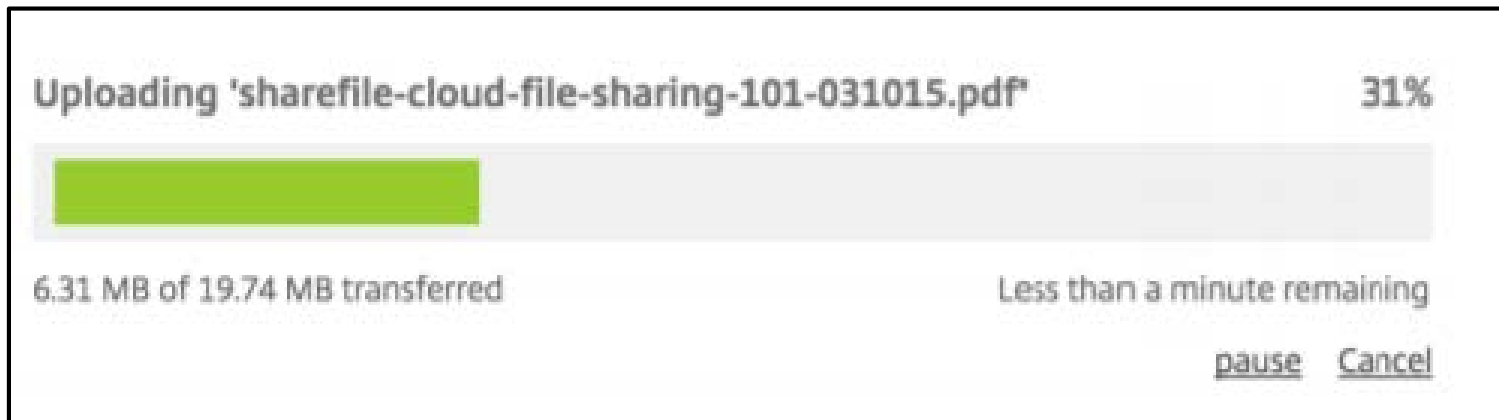 Uploading 'sharefile-cloud-file-sharing-101-031015.pdf' 31%
6.31 MB of 19.74 MB transferred Less than a minute remaining
pause Cancel